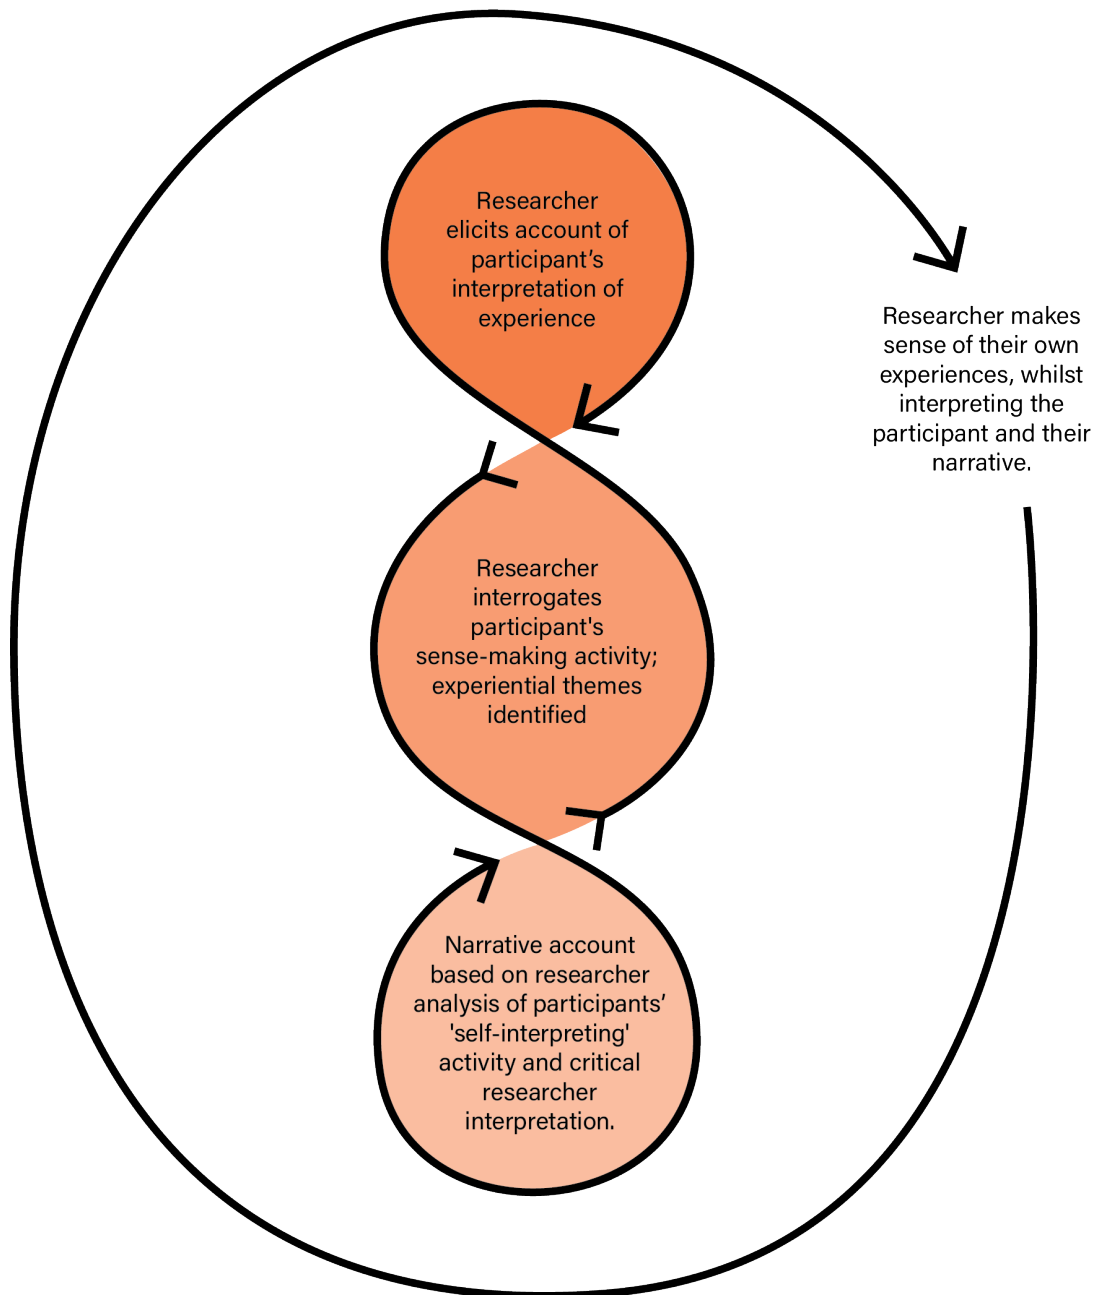 Researcher
elicits account of
participant’s
interpretation of
experience
Researcher makes
sense of their own
experiences, whilst
interpreting the
participant and their
narrative.
Researcher
interrogates
participant's
sense-making activity;
experiential themes
identified
Narrative account
based on researcher
analysis of participants’
'self-interpreting'
activity and critical
researcher
interpretation.